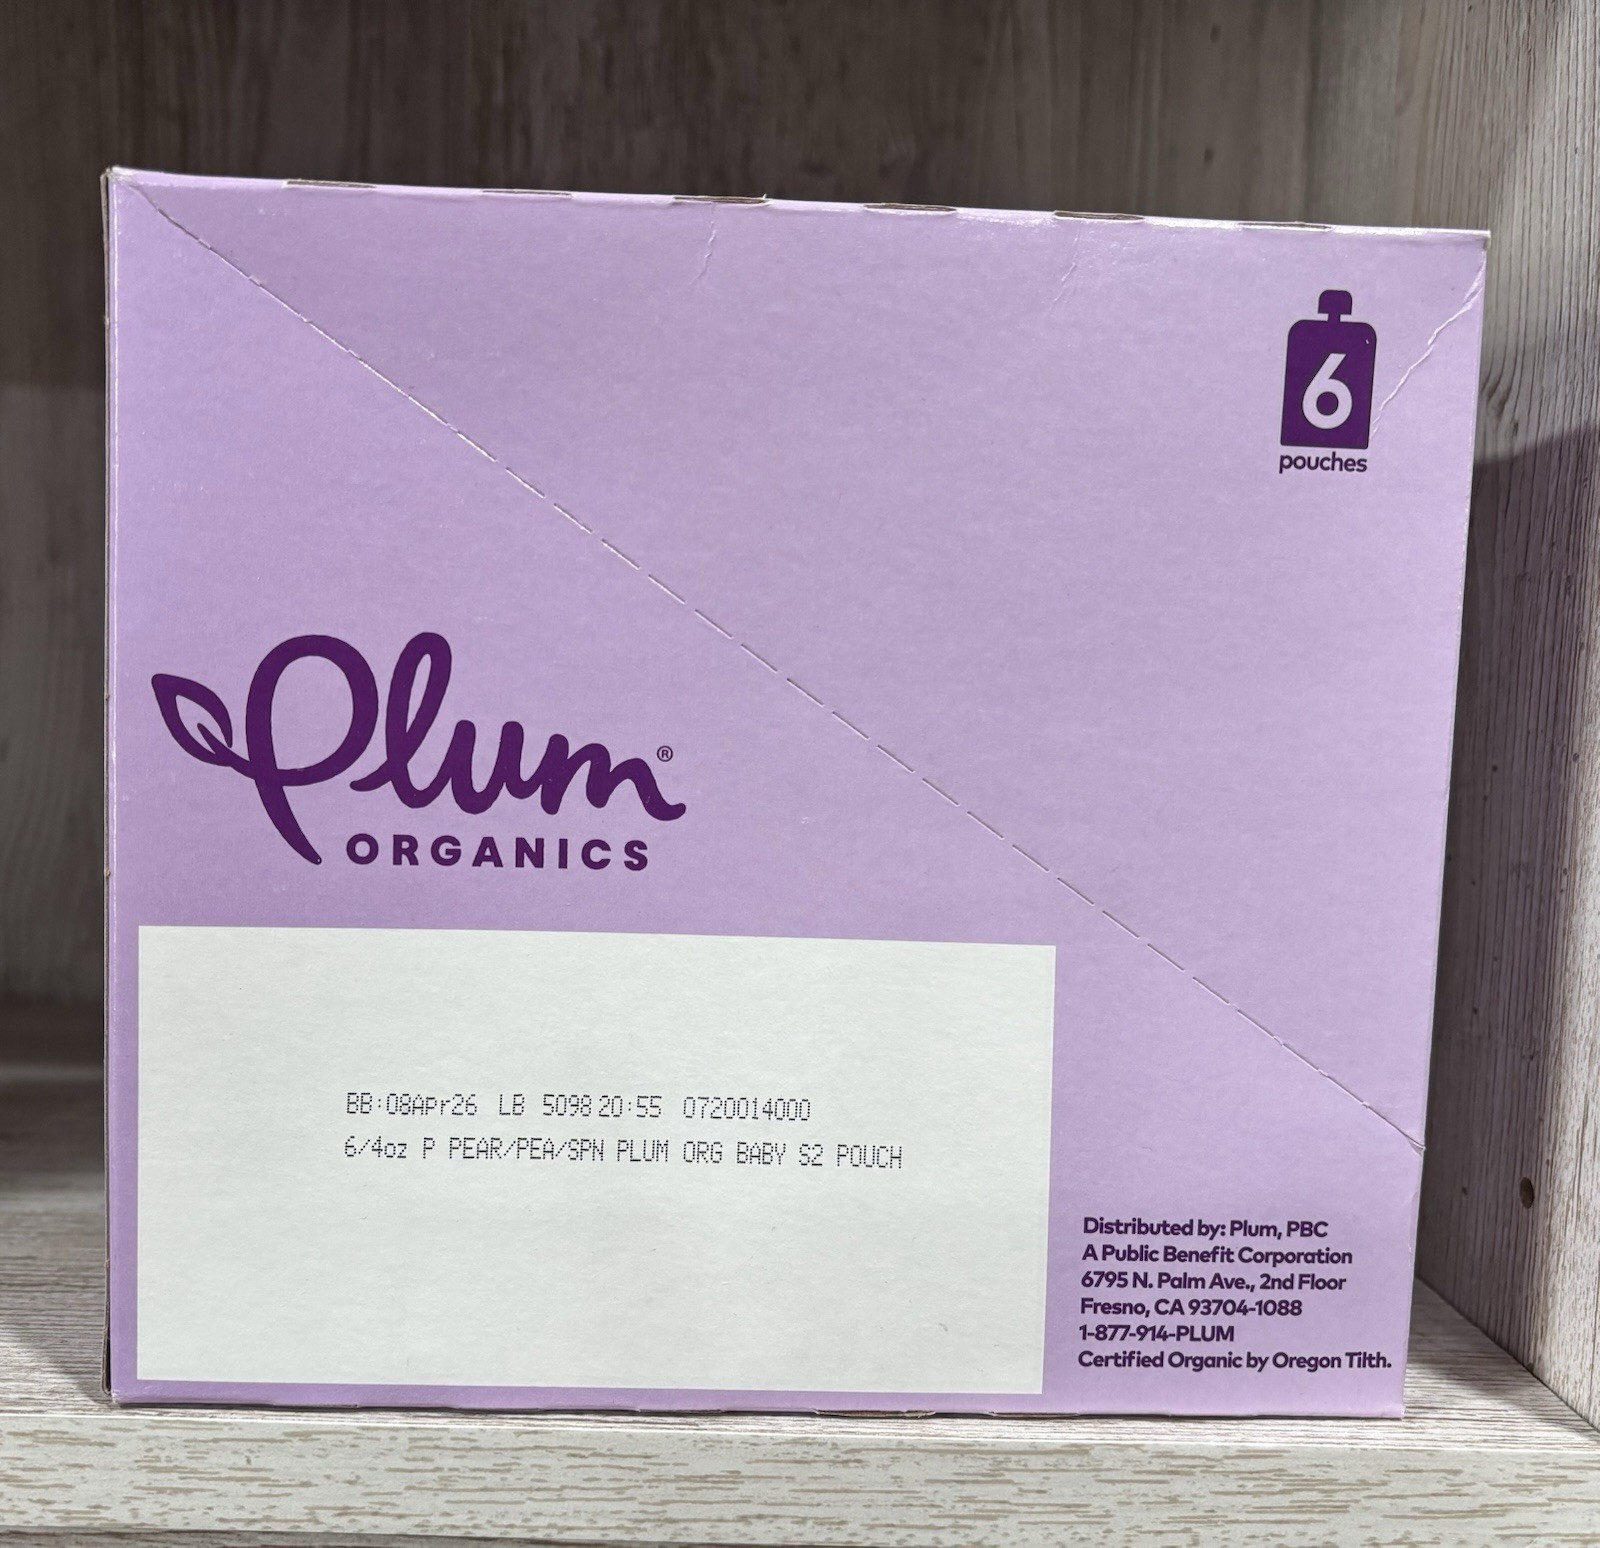 6
pouches
Plum®
ORGANICS
BB:08Apr26 LB 5098 20:55 0720014000
6/4oz P PEAR/PEA/SPN PLUM ORG BABY S2 POUCH
Distributed by: Plum, PBC
A Public Benefit Corporation
6795 N. Palm Ave., 2nd Floor
Fresno, CA 93704-1088
1-877-914-PLUM
Certified Organic by Oregon Tilth.